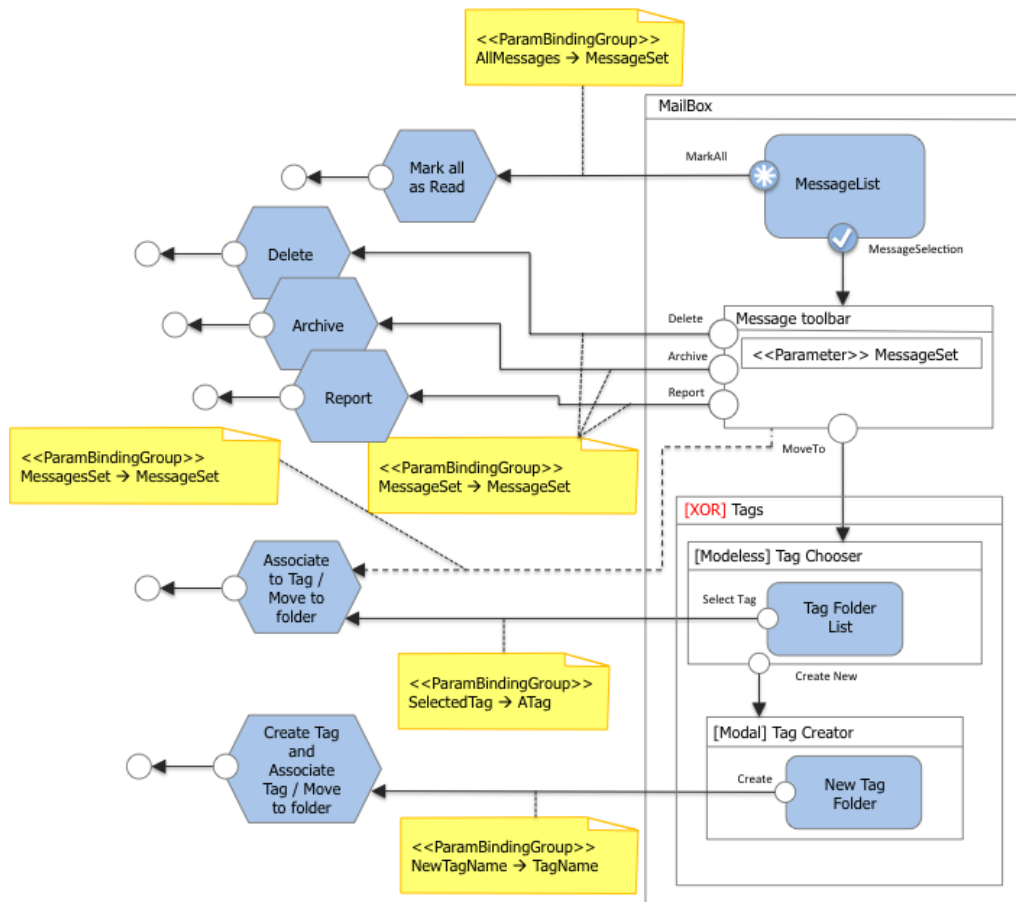 <<ParamBindingGroup>>
AllMessages → MessageSet
MailBox
MarkAll
Mark all
as Read
MessageList
MessageSelection
Delete
Delete
Message toolbar
<<Parameter>> MessageSet
Archive
Archive
Report
Report
MoveTo
<<ParamBindingGroup>>
MessagesSet → MessageSet
<<ParamBindingGroup>>
MessageSet → MessageSet
[XOR] Tags
[Modeless] Tag Chooser
Associate
to Tag /
Move to
folder
Select Tag
Tag Folder
List
Create New
<<ParamBindingGroup>>
SelectedTag → ATag
[Modal] Tag Creator
Create Tag
and
Associate
Tag / Move
to folder
Create
New Tag
Folder
<<ParamBindingGroup>>
NewTagName → TagName